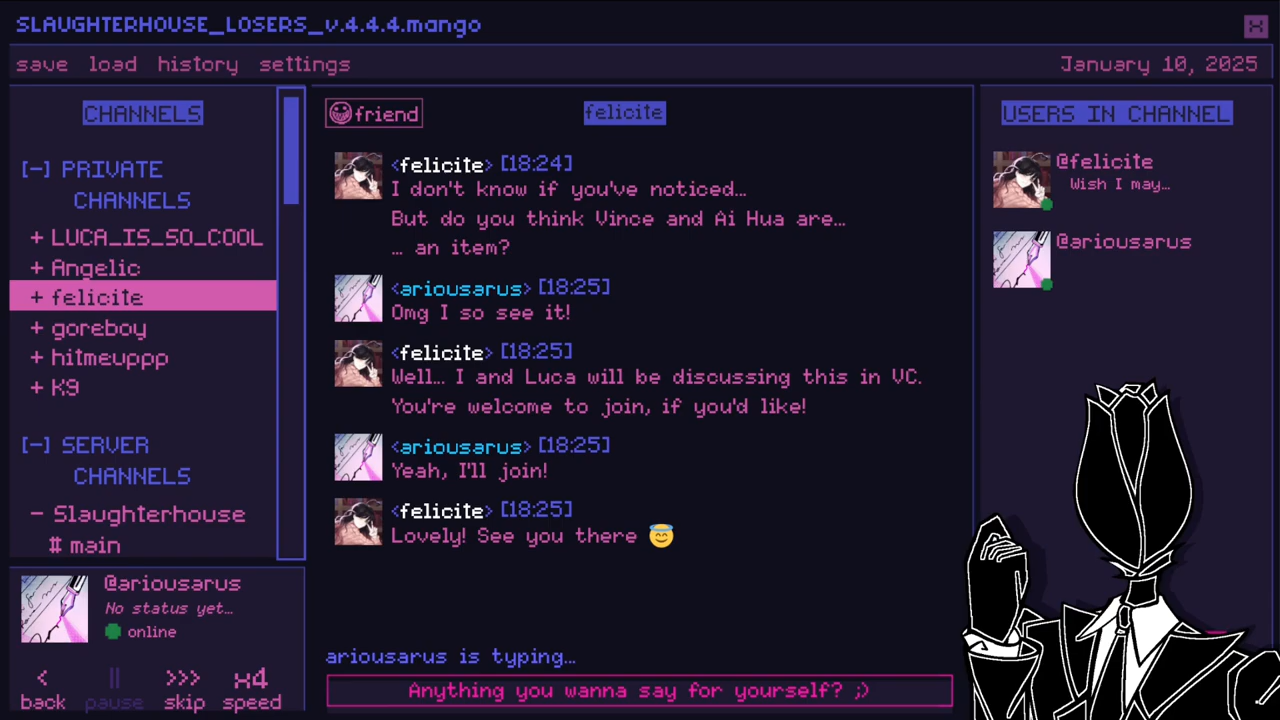 SLAUGHTERHOUSE_LOSERS_v.4.4.4.mango
x
save load history settings
January 10, 2025
CHANNELS
[-] PRIVATE
CHANNELS
+ LUCA_IS_SO_COOL
+ Angelic
+ felicite
+ goreboy
+ hitmeuppp
+ K9
[-] SERVER
CHANNELS
- Slaughterhouse
# main
@ariousarus
No status yet...
online
< back
|| pause
>>> skip
x4 speed
friend
felicite
<felicite> [18:24]
I don't know if you've noticed...
But do you think Vince and Ai Hua are...
... an item?
<ariousarus> [18:25]
Omg I so see it!
<felicite> [18:25]
Well... I and Luca will be discussing this in VC.
You're welcome to join, if you'd like!
<ariousarus> [18:25]
Yeah, I'll join!
<felicite> [18:25]
Lovely! See you there 😇
ariousarus is typing...
Anything you wanna say for yourself? ;)
USERS IN CHANNEL
@felicite
Wish I may...
@ariousarus